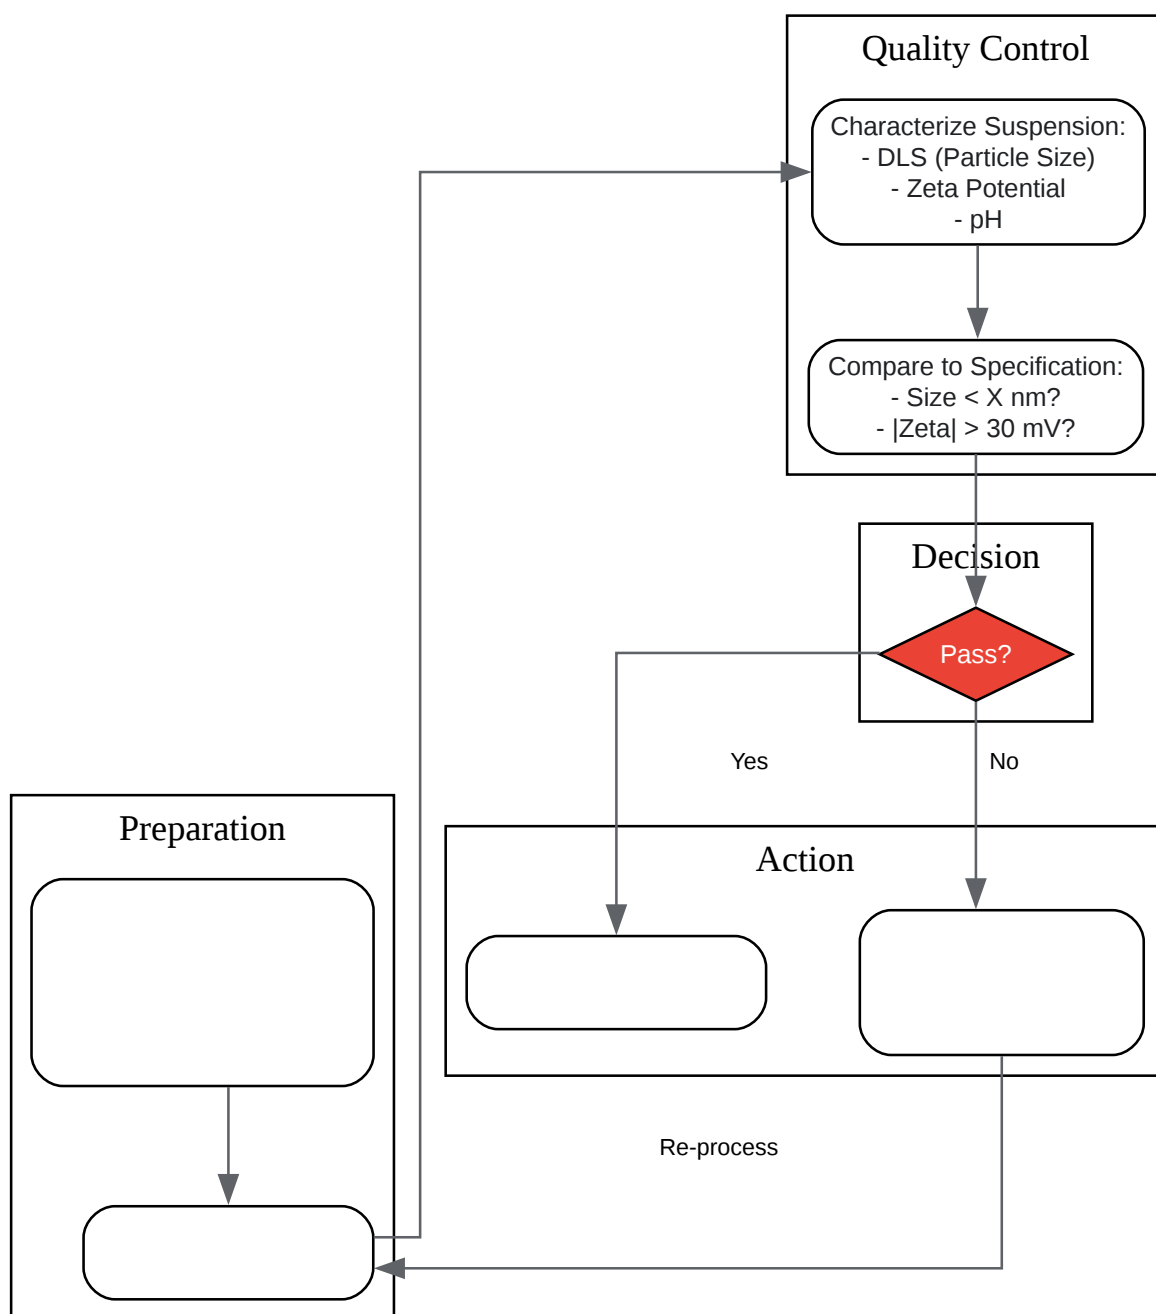 Quality Control
Characterize Suspension:
- DLS (Particle Size)
- Zeta Potential
- pH
Compare to Specification:
- Size < X nm?
- |Zeta| > 30 mV?
Decision
Pass?
Yes
No
Preparation
Action
Re-process